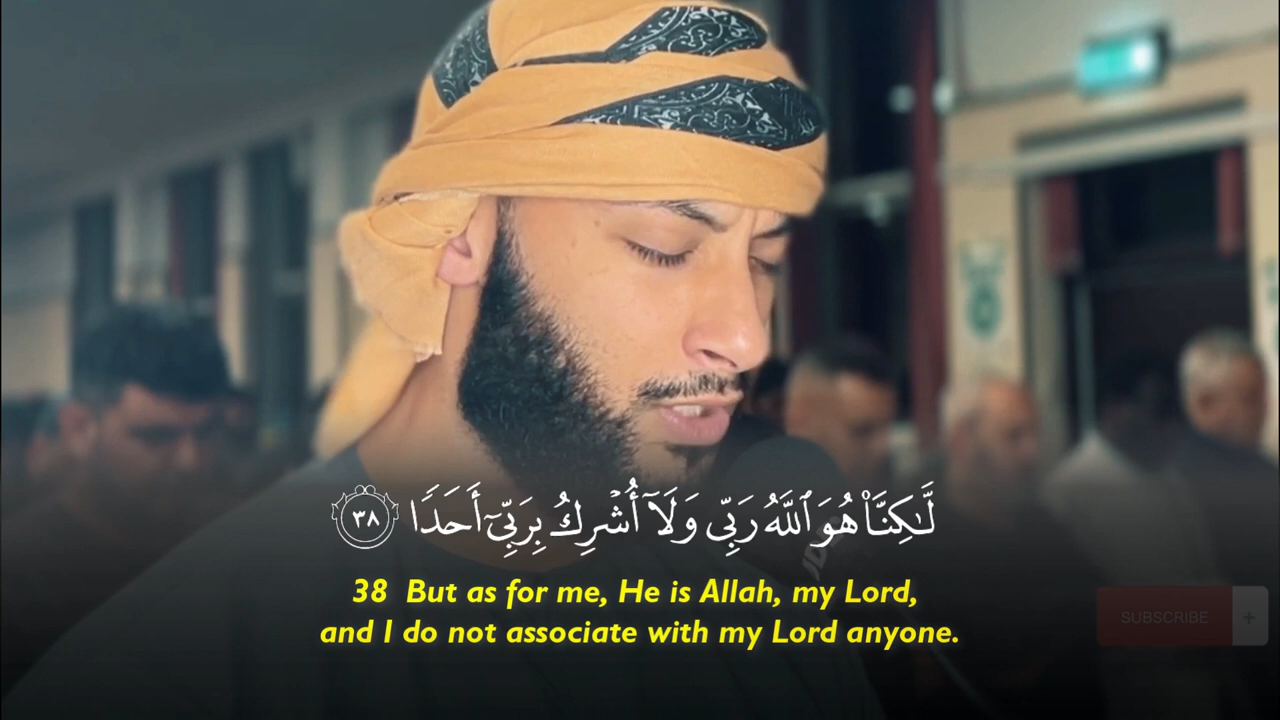 لَّٰكِنَّا۠ هُوَ ٱللَّهُ رَبِّى وَلَآ أُشْرِكُ بِرَبِّىٓ أَحَدًا ٣٨
38 But as for me, He is Allah, my Lord,
and I do not associate with my Lord anyone.
SUBSCRIBE +